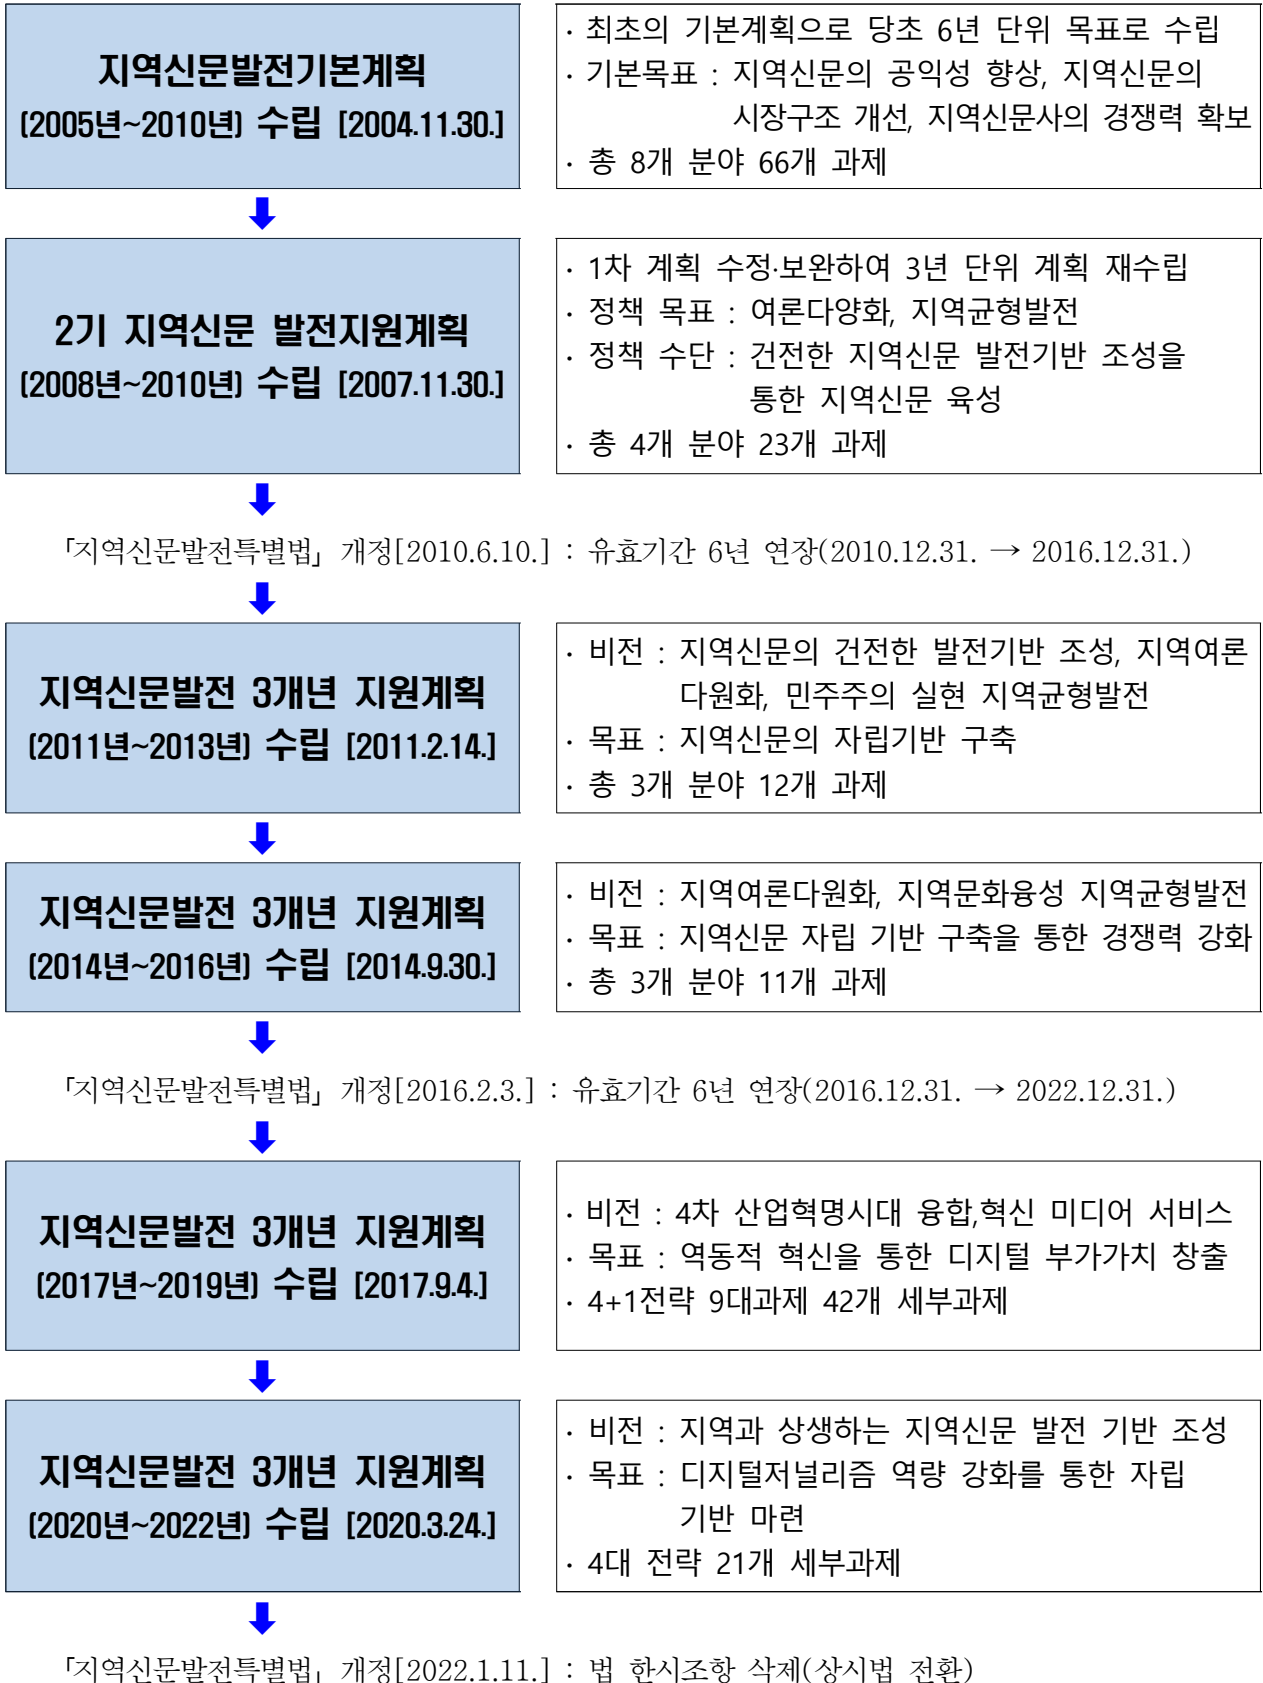 지역신문발전기본계획
(2005년~2010년) 수립 [2004.11.30.]
· 최초의 기본계획으로 당초 6년 단위 목표로 수립
· 기본목표 : 지역신문의 공익성 향상, 지역신문의
시장구조 개선, 지역신문사의 경쟁력 확보
· 총 8개 분야 66개 과제
2기 지역신문 발전지원계획
(2008년~2010년) 수립 [2007.11.30.]
· 1차 계획 수정·보완하여 3년 단위 계획 재수립
· 정책 목표 : 여론다양화, 지역균형발전
· 정책 수단 : 건전한 지역신문 발전기반 조성을
통한 지역신문 육성
· 총 4개 분야 23개 과제
「지역신문발전특별법」 개정[2010.6.10.] : 유효기간 6년 연장(2010.12.31. → 2016.12.31.)
지역신문발전 3개년 지원계획
(2011년~2013년) 수립 [2011.2.14.]
· 비전 : 지역신문의 건전한 발전기반 조성, 지역여론
다원화, 민주주의 실현 지역균형발전
· 목표 : 지역신문의 자립기반 구축
· 총 3개 분야 12개 과제
지역신문발전 3개년 지원계획
(2014년~2016년) 수립 [2014.9.30.]
· 비전 : 지역여론다원화, 지역문화융성 지역균형발전
· 목표 : 지역신문 자립 기반 구축을 통한 경쟁력 강화
· 총 3개 분야 11개 과제
「지역신문발전특별법」 개정[2016.2.3.] : 유효기간 6년 연장(2016.12.31. → 2022.12.31.)
지역신문발전 3개년 지원계획
(2017년~2019년) 수립 [2017.9.4.]
· 비전 : 4차 산업혁명시대 융합,혁신 미디어 서비스
· 목표 : 역동적 혁신을 통한 디지털 부가가치 창출
· 4+1전략 9대과제 42개 세부과제
지역신문발전 3개년 지원계획
(2020년~2022년) 수립 [2020.3.24.]
· 비전 : 지역과 상생하는 지역신문 발전 기반 조성
· 목표 : 디지털저널리즘 역량 강화를 통한 자립
기반 마련
· 4대 전략 21개 세부과제
「지역신문발전특별법」 개정[2022.1.11.] : 법 한시조항 삭제(상시법 전환)